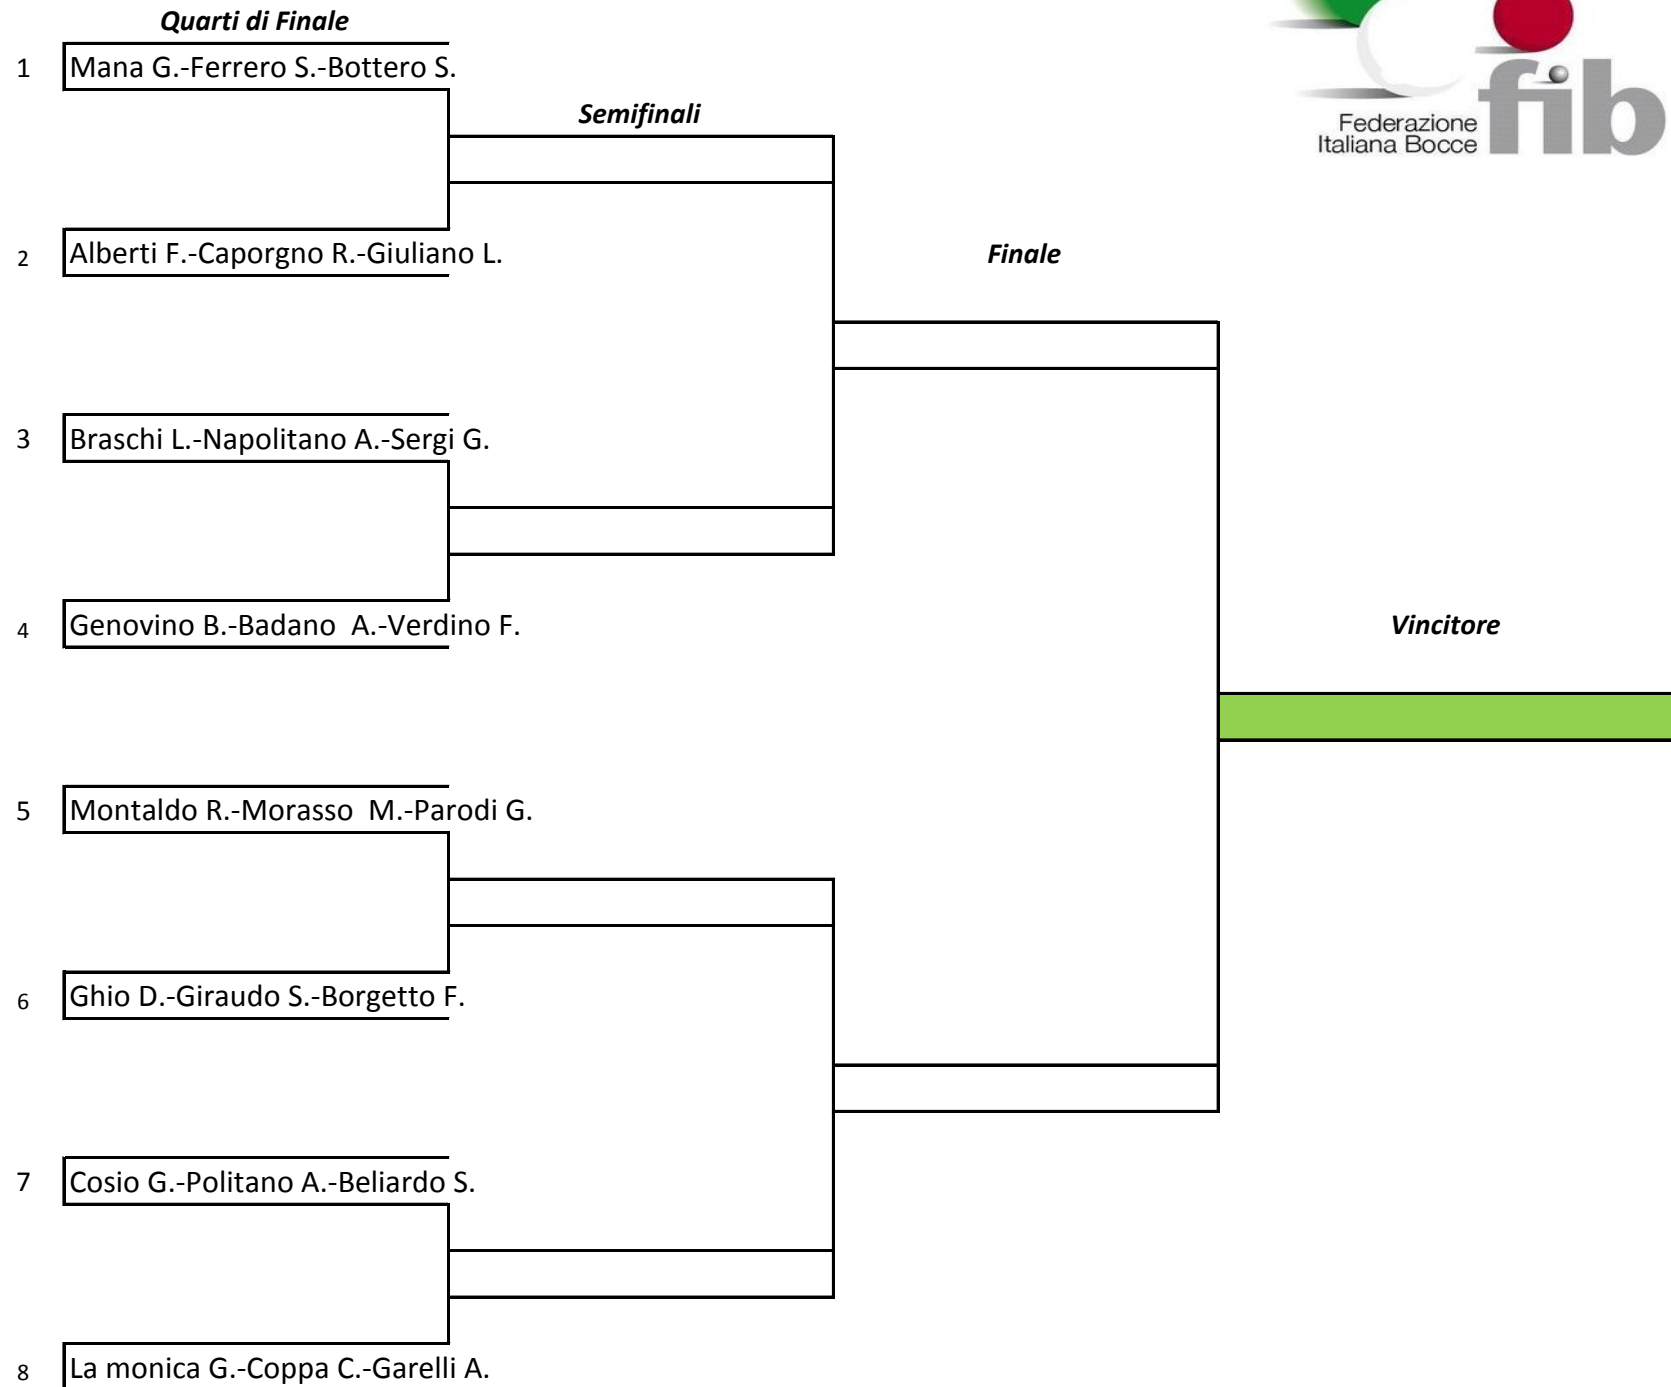 Quarti di Finale
1 Mana G.-Ferrero S.-Bottero S.
Semifinali
Federazione
Italiana Bocce
fib
2 Alberti F.-Caporgno R.-Giuliano L.
Finale
3 Braschi L.-Napolitano A.-Sergi G.
4 Genovino B.-Badano  A.-Verdino F.
Vincitore
5 Montaldo R.-Morasso  M.-Parodi G.
6 Ghio D.-Giraudo S.-Borgetto F.
7 Cosio G.-Politano A.-Beliardo S.
8 La monica G.-Coppa C.-Garelli A.